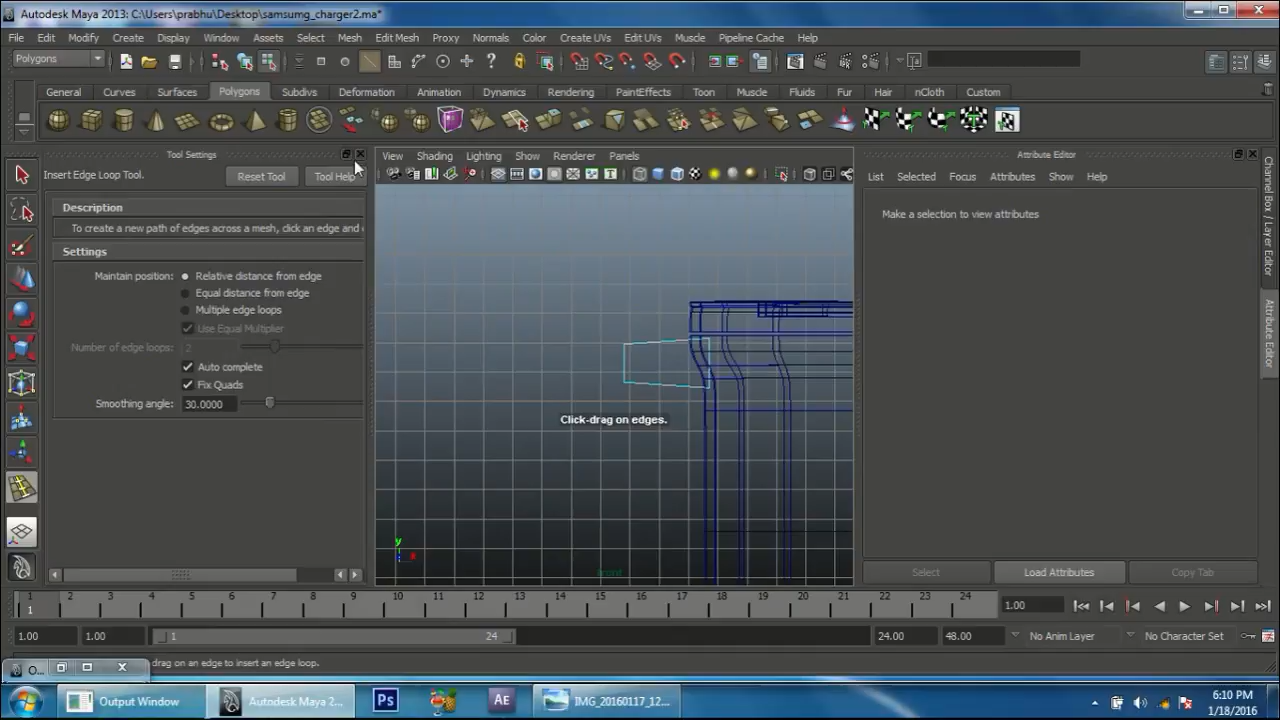 Autodesk Maya 2013: C:\Users\prabhu\Desktop\samsumg_charger2.ma*
File Edit Modify Create Display Window Assets Select Mesh Edit Mesh Proxy Normals Color Create UVs Edit UVs Muscle Pipeline Cache Help
Polygons
General Curves Surfaces Polygons Subdivs Deformation Animation Dynamics Rendering PaintEffects Toon Muscle Fluids Fur Hair nCloth Custom
Tool Settings
Insert Edge Loop Tool. Reset Tool Tool Help
Description
To create a new path of edges across a mesh, click an edge and
Settings
Maintain position: Relative distance from edge
Equal distance from edge
Multiple edge loops
Use Equal Multiplier
Number of edge loops: 2
Auto complete
Fix Quads
Smoothing angle: 30.0000
View Shading Lighting Show Renderer Panels
Click-drag on edges.
y
x
front
Attribute Editor
List Selected Focus Attributes Show Help
Make a selection to view attributes
Select Load Attributes Copy Tab
Channel Box / Layer Editor
Attribute Editor
1 2 3 4 5 6 7 8 9 10 11 12 13 14 15 16 17 18 19 20 21 22 23 24
1
1.00
1.00 1.00 1 24 24.00 48.00 No Anim Layer No Character Set
O... drag on an edge to insert an edge loop.
Output Window Autodesk Maya 2... Ps AE IMG_20160117_12...
6:10 PM
1/18/2016